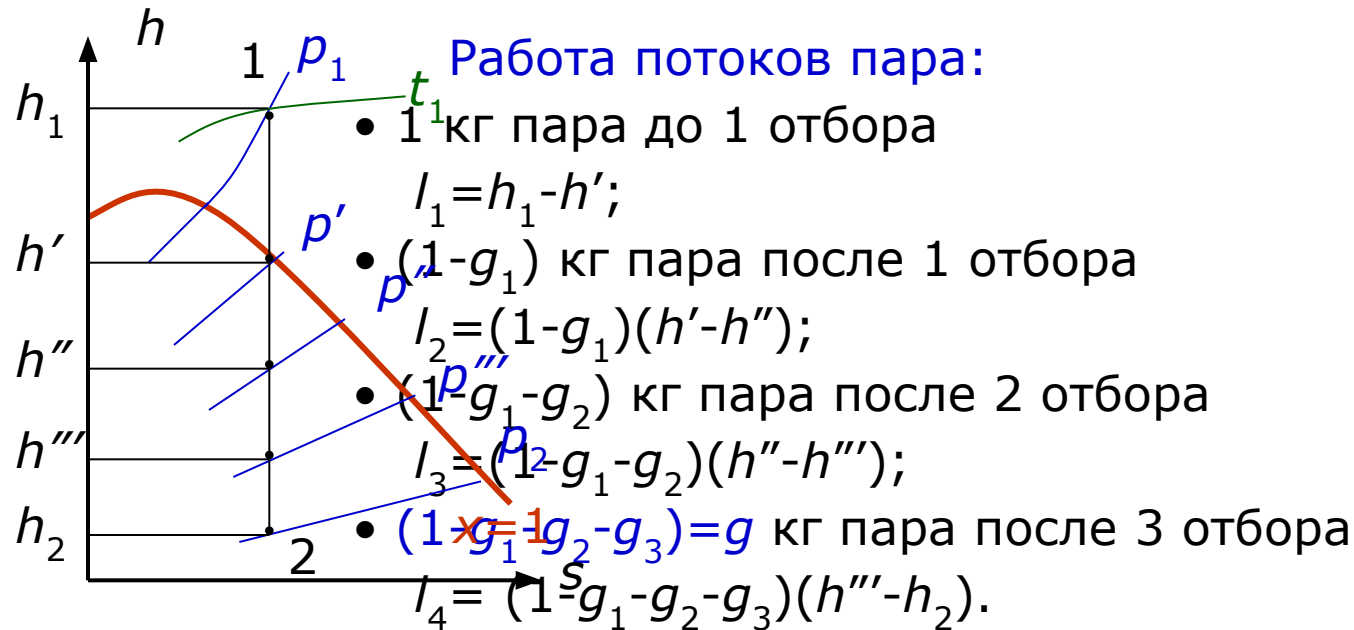 h
1
p₁
Работа потоков пара:
h₁
t₁
• 1 кг пара до 1 отбора
l₁=h₁-h′;
p′
h′
• (1-g₁) кг пара после 1 отбора
p″
l₂=(1-g₁)(h′-h″);
h″
p‴
• (1-g₁-g₂) кг пара после 2 отбора
p₂
h‴
l₃=(1-g₁-g₂)(h″-h‴);
h₂
x=1
• (1-g₁-g₂-g₃)=g кг пара после 3 отбора
2
s
l₄= (1-g₁-g₂-g₃)(h‴-h₂).